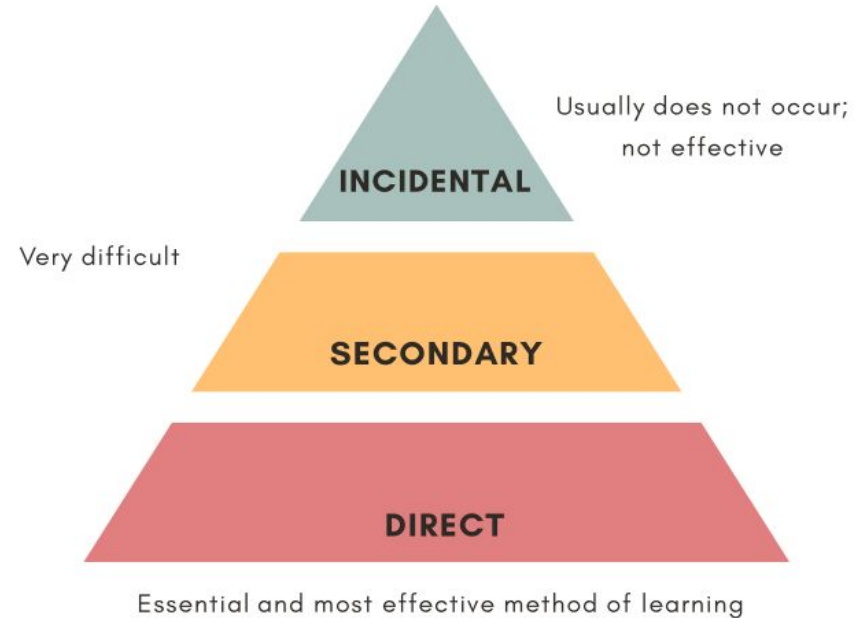 Usually does not occur;
not effective
INCIDENTAL
Very difficult
SECONDARY
DIRECT
Essential and most effective method of learning